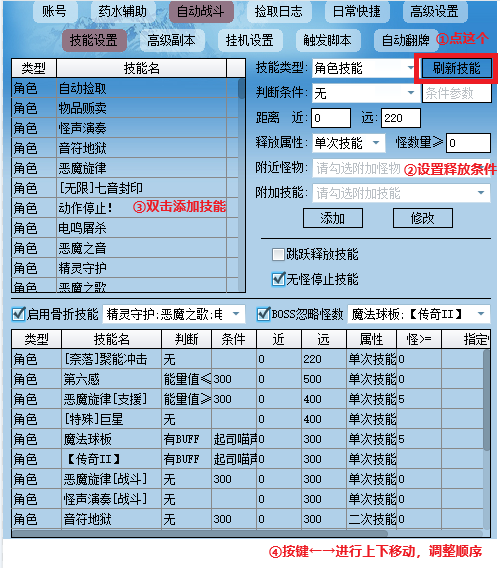 账号 药水辅助 自动战斗 捡取日志 日常快捷 高级设置
技能设置 高级副本 挂机设置 触发脚本 自动翻牌 ①点这个
类型 技能名 技能类型: 角色技能 刷新技能
角色 自动捡取
角色 物品贩卖 判断条件: 无 条件参数
角色 怪声演奏 距离 近: 0 远: 220
角色 音符地狱 释放属性: 单次技能 怪数量≥ 0
角色 恶魔旋律 附近怪物: 请勾选附加怪物 ②设置释放条件
角色 [无限]七音封印 附加技能: 请勾选附加技能
角色 动作停止! ③双击添加技能 添加 修改
角色 电鸣屠杀
角色 恶魔之音 跳跃释放技能
角色 精灵守护 无怪停止技能
角色 恶魔之歌
启用骨折技能 精灵守护;恶魔之歌;电 BOSS忽略怪数 魔法球板;【传奇II】
类型 技能名 判断 条件 近 远 属性 怪>= 指定
角色 [奈落]聚能冲击 无 0 220 单次技能 0
角色 第六感 能量值≤ 300 0 500 单次技能 0
角色 恶魔旋律[支援] 能量值≥ 300 0 400 单次技能 5
角色 [特殊]巨星 无 0 400 单次技能
角色 魔法球板 有BUFF 起司喵声 0 300 单次技能 5
角色 【传奇II】 有BUFF 起司喵声 0 300 单次技能
角色 恶魔旋律[战斗] 无 300 0 300 单次技能 0
角色 怪声演奏[战斗] 无 0 300 单次技能 0
角色 音符地狱 无 300 0 300 二次技能 0
④按键←→进行上下移动，调整顺序